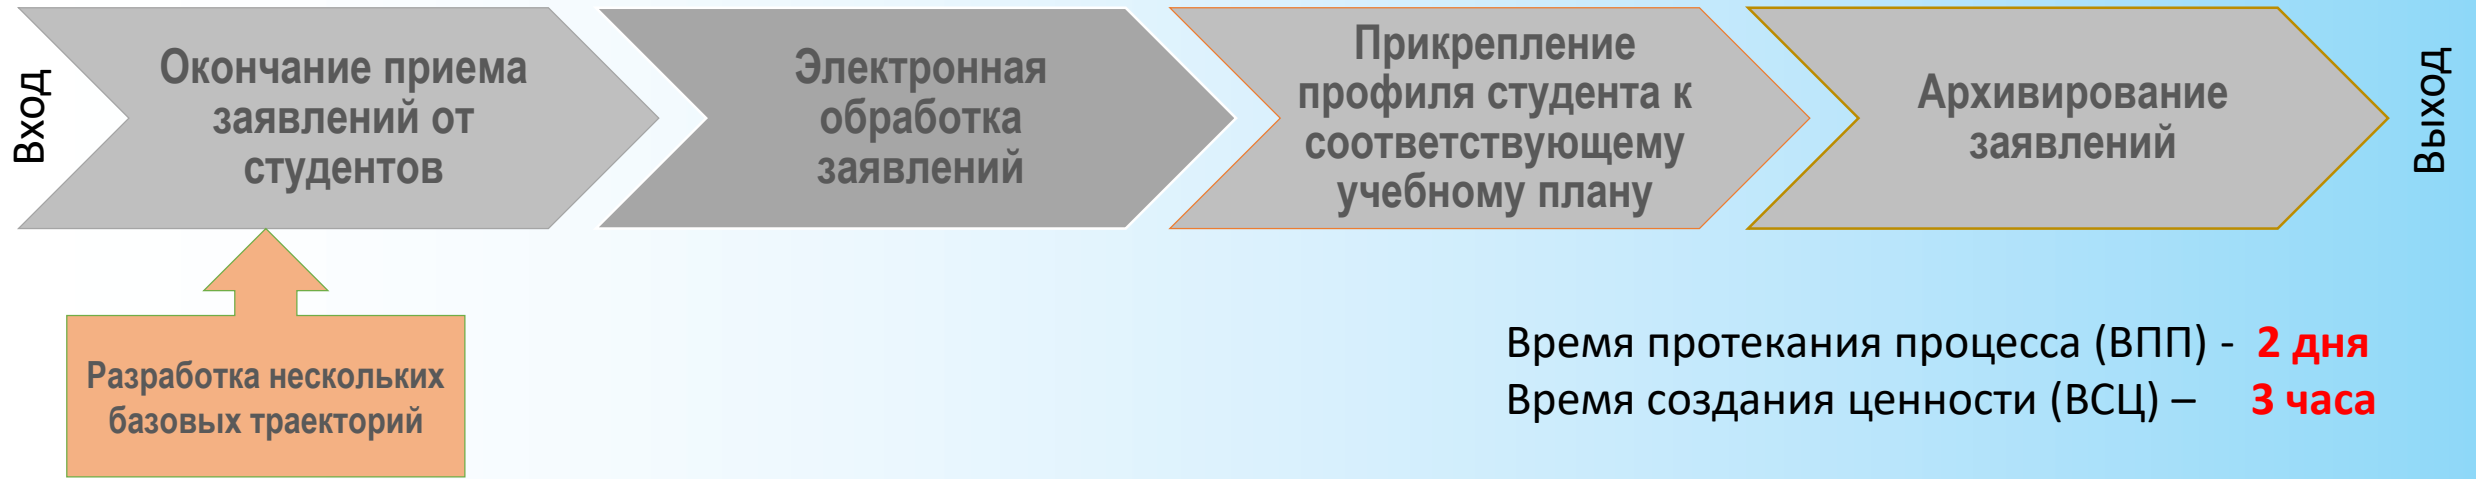 Вход
Окончание приема
заявлений от
студентов
Электронная
обработка
заявлений
Прикрепление
профиля студента к
соответствующему
учебному плану
Архивирование
заявлений
Выход
Разработка нескольких
базовых траекторий
Время протекания процесса (ВПП) - 2 дня
Время создания ценности (ВСЦ) – 3 часа